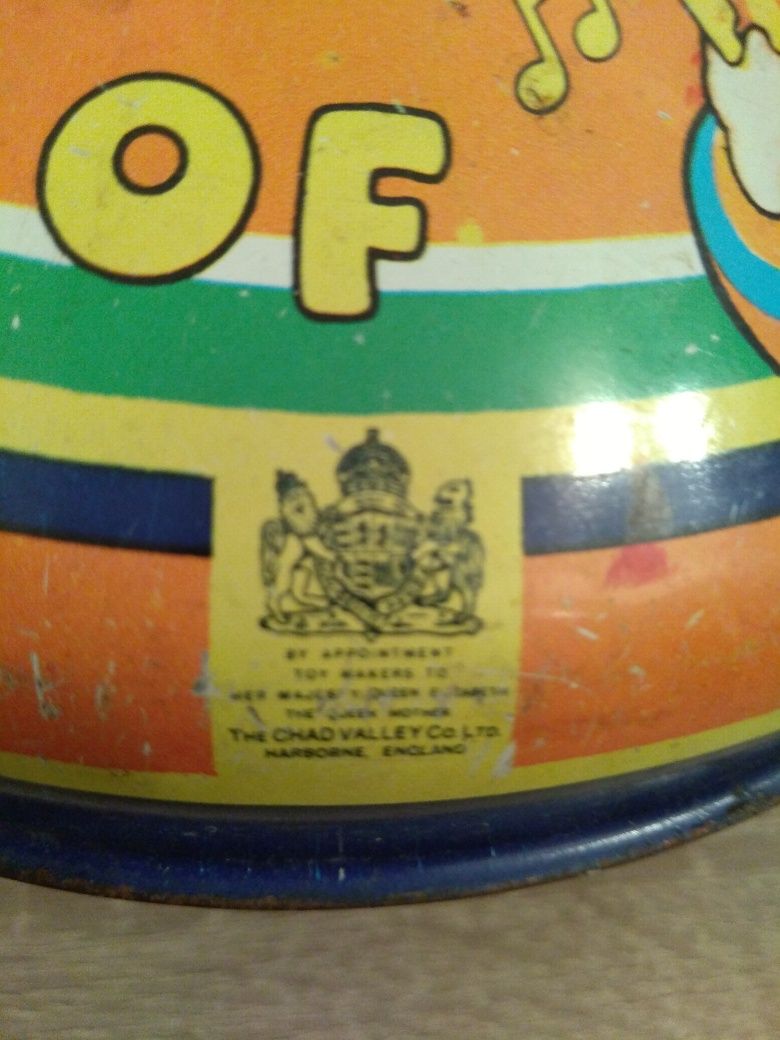 OF
BY APPOINTMENT
TOY MAKERS TO
HER MAJESTY QUEEN ELIZABETH
THE QUEEN MOTHER
THE CHAD VALLEY CO. LTD.
HARBORNE, ENGLAND